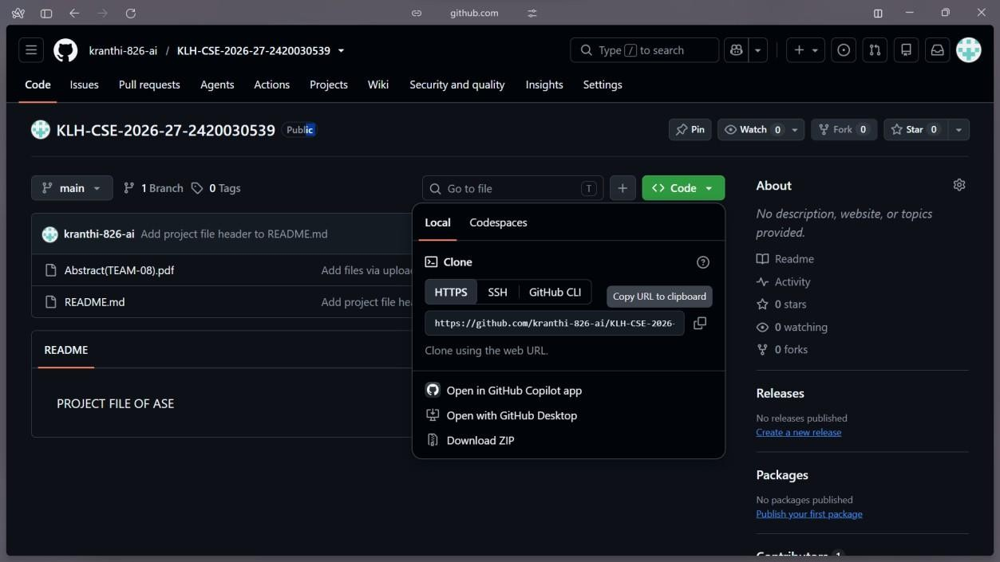 github.com
kranthi-826-ai / KLH-CSE-2026-27-2420030539
Type / to search
Code Issues Pull requests Agents Actions Projects Wiki Security and quality Insights Settings
KLH-CSE-2026-27-2420030539 Public
Pin Watch 0 Fork 0 Star 0
main 1 Branch 0 Tags Go to file T + Code
kranthi-826-ai Add project file header to README.md
Abstract(TEAM-08).pdf Add files via uploa
README.md Add project file he
README
PROJECT FILE OF ASE
Local Codespaces
Clone
HTTPS SSH GitHub CLI
Copy URL to clipboard
https://github.com/kranthi-826-ai/KLH-CSE-2026-
Clone using the web URL.
Open in GitHub Copilot app
Open with GitHub Desktop
Download ZIP
About
No description, website, or topics
provided.
Readme
Activity
0 stars
0 watching
0 forks
Releases
No releases published
Create a new release
Packages
No packages published
Publish your first package
Contributors 1